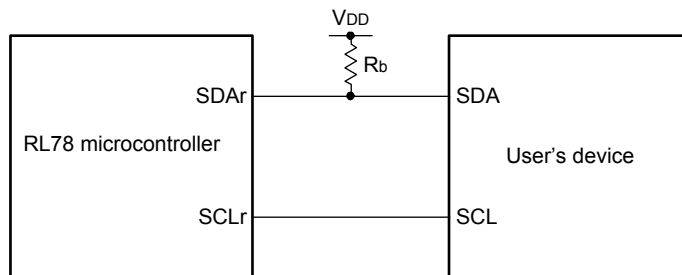 VDD
Rb
SDAr
SDA
RL78 microcontroller
User's device
SCLr
SCL